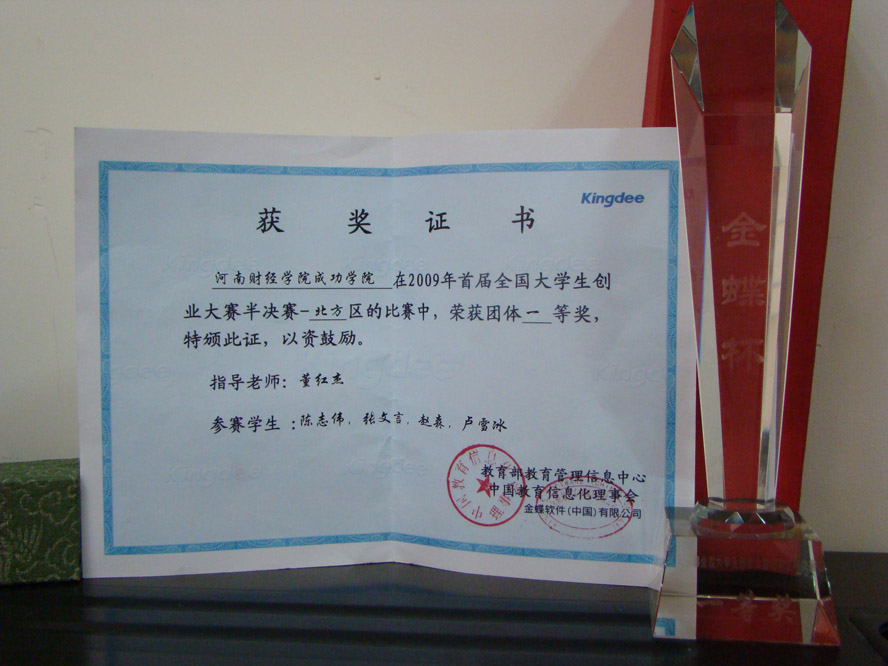 Kingdee
获 奖 证 书
河南财经学院成功学院 在2009年首届全国大学生创
业大赛半决赛-北方区的比赛中，荣获团体一等奖，
特颁此证，以资鼓励。
指导老师：董红杰
参赛学生：陈志伟，张文言，赵森，卢雪冰
教育部教育管理信息中心
中国教育信息化理事会
金蝶软件（中国）有限公司
金蝶杯
一等奖